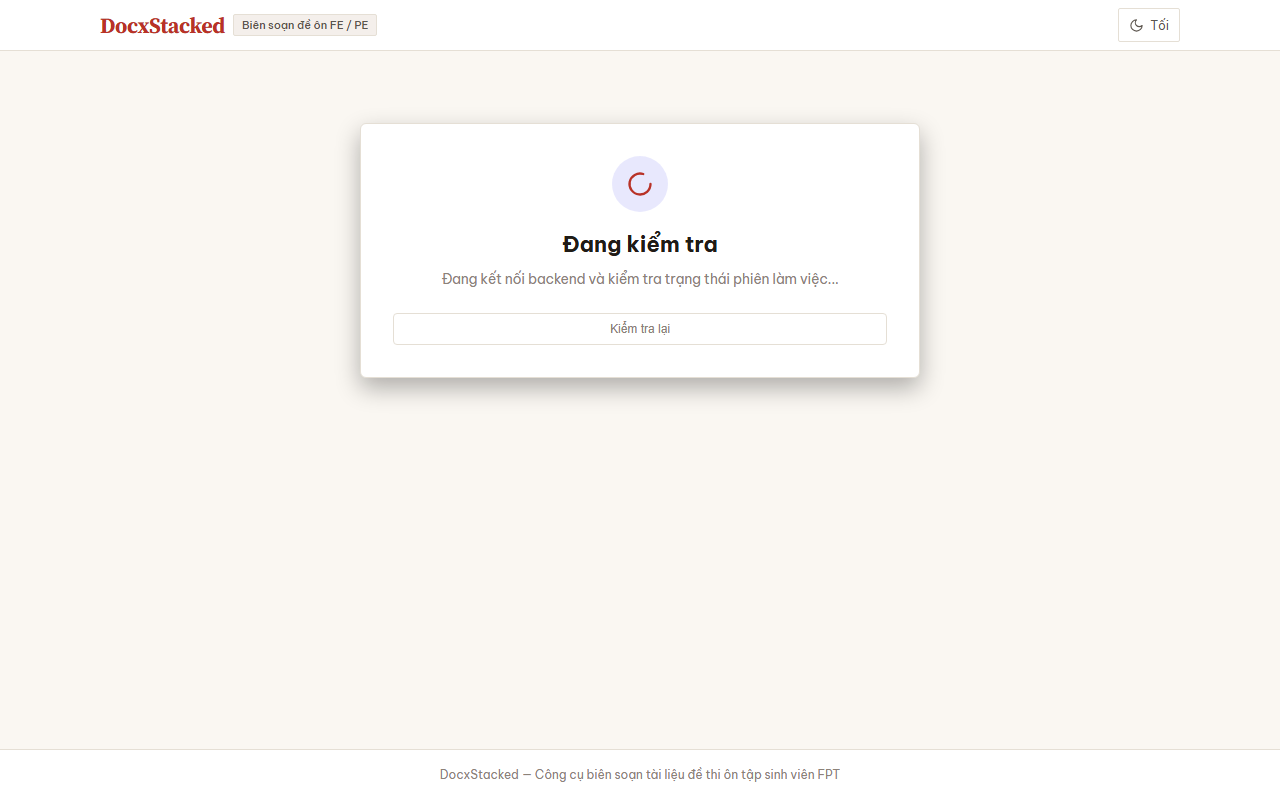 DocxStacked
Biên soạn đề ôn FE / PE
Tối
Đang kiểm tra
Đang kết nối backend và kiểm tra trạng thái phiên làm việc...
Kiểm tra lại
DocxStacked — Công cụ biên soạn tài liệu đề thi ôn tập sinh viên FPT